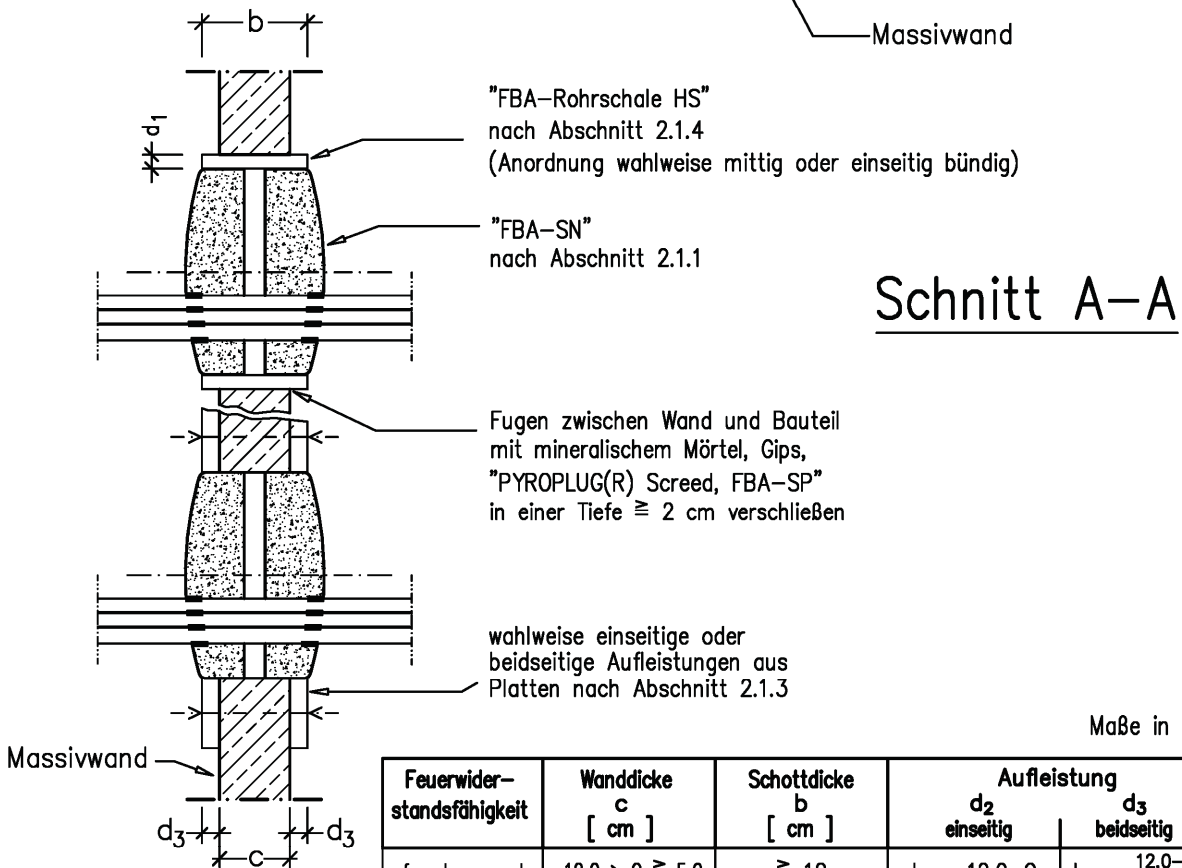 b
Massivwand
"FBA-Rohrschale HS"
nach Abschnitt 2.1.4
(Anordnung wahlweise mittig oder einseitig bündig)
d1
"FBA-SN"
nach Abschnitt 2.1.1
Schnitt A-A
Fugen zwischen Wand und Bauteil
mit mineralischem Mörtel, Gips,
"PYROPLUG(R) Screed, FBA-SP"
in einer Tiefe ≧ 2 cm verschließen
wahlweise einseitige oder
beidseitige Aufleistungen aus
Platten nach Abschnitt 2.1.3
Maße in
Massivwand
d3
d3
c
Feuerwider-
standsfähigkeit
Wanddicke
c
[ cm ]
Schottdicke
b
[ cm ]
Aufleistung
d2
einseitig
d3
beidseitig